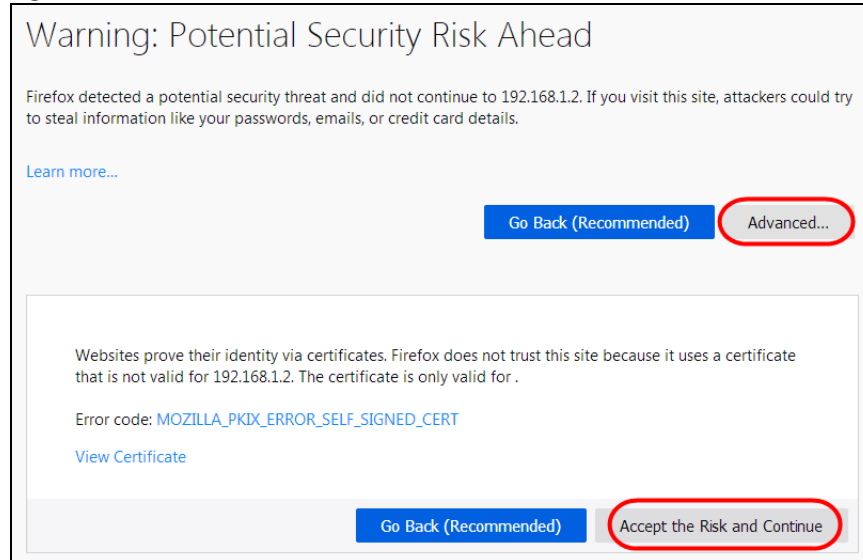 Warning: Potential Security Risk Ahead
Firefox detected a potential security threat and did not continue to 192.168.1.2. If you visit this site, attackers could try
to steal information like your passwords, emails, or credit card details.
Learn more...
Go Back (Recommended) Advanced...
Websites prove their identity via certificates. Firefox does not trust this site because it uses a certificate
that is not valid for 192.168.1.2. The certificate is only valid for .
Error code: MOZILLA_PKIX_ERROR_SELF_SIGNED_CERT
View Certificate
Go Back (Recommended) Accept the Risk and Continue